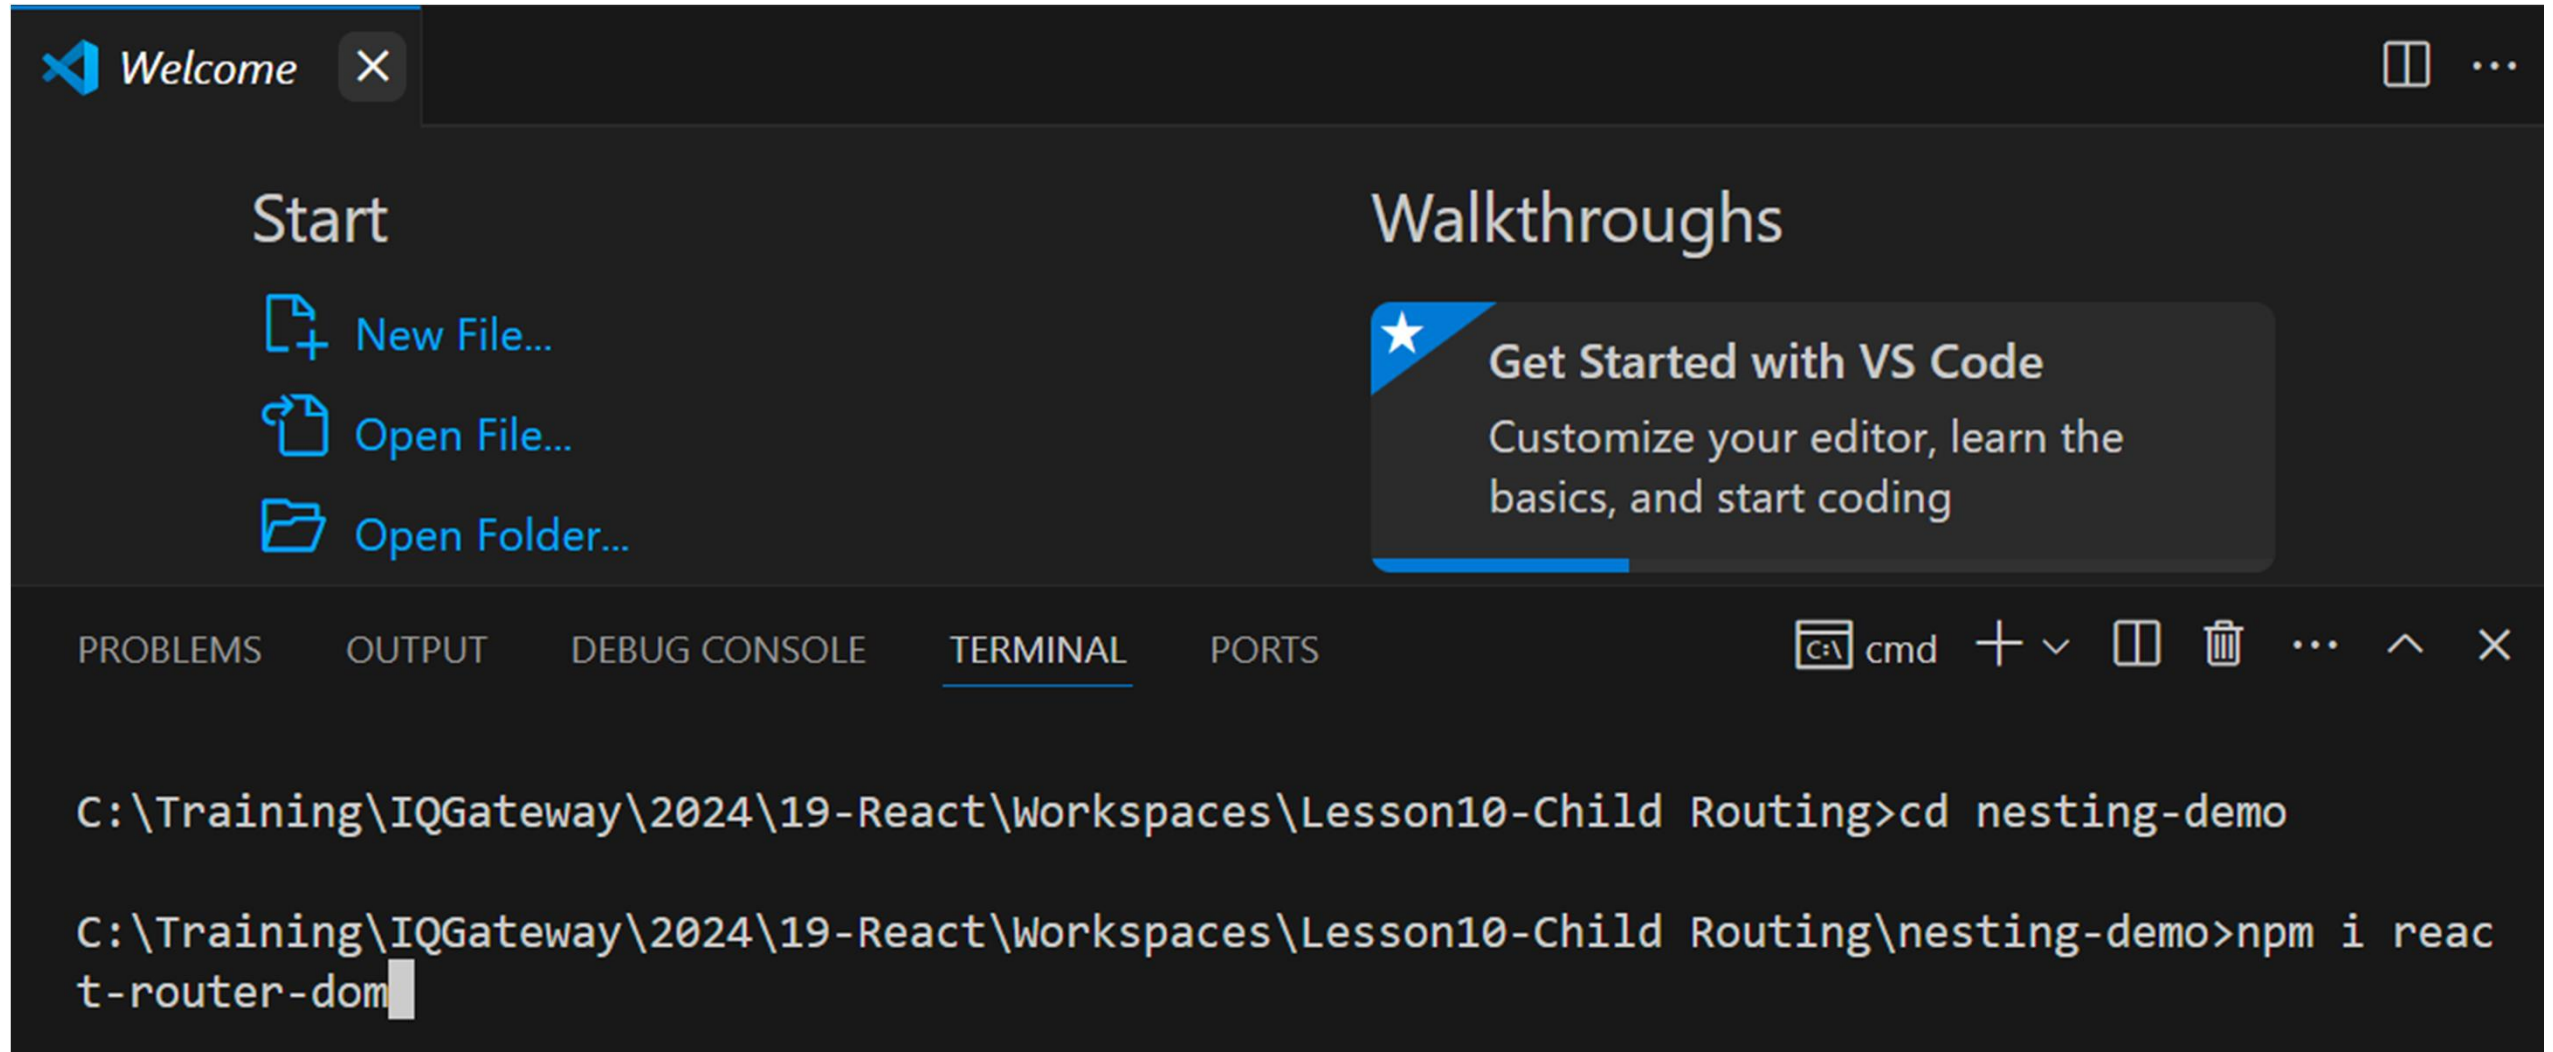 Welcome
Start
New File...
Open File...
Open Folder...
Walkthroughs
Get Started with VS Code
Customize your editor, learn the
basics, and start coding
PROBLEMS OUTPUT DEBUG CONSOLE TERMINAL PORTS
C:\ cmd
C:\Training\IQGateway\2024\19-React\Workspaces\Lesson10-Child Routing>cd nesting-demo
C:\Training\IQGateway\2024\19-React\Workspaces\Lesson10-Child Routing\nesting-demo>npm i reac
t-router-dom